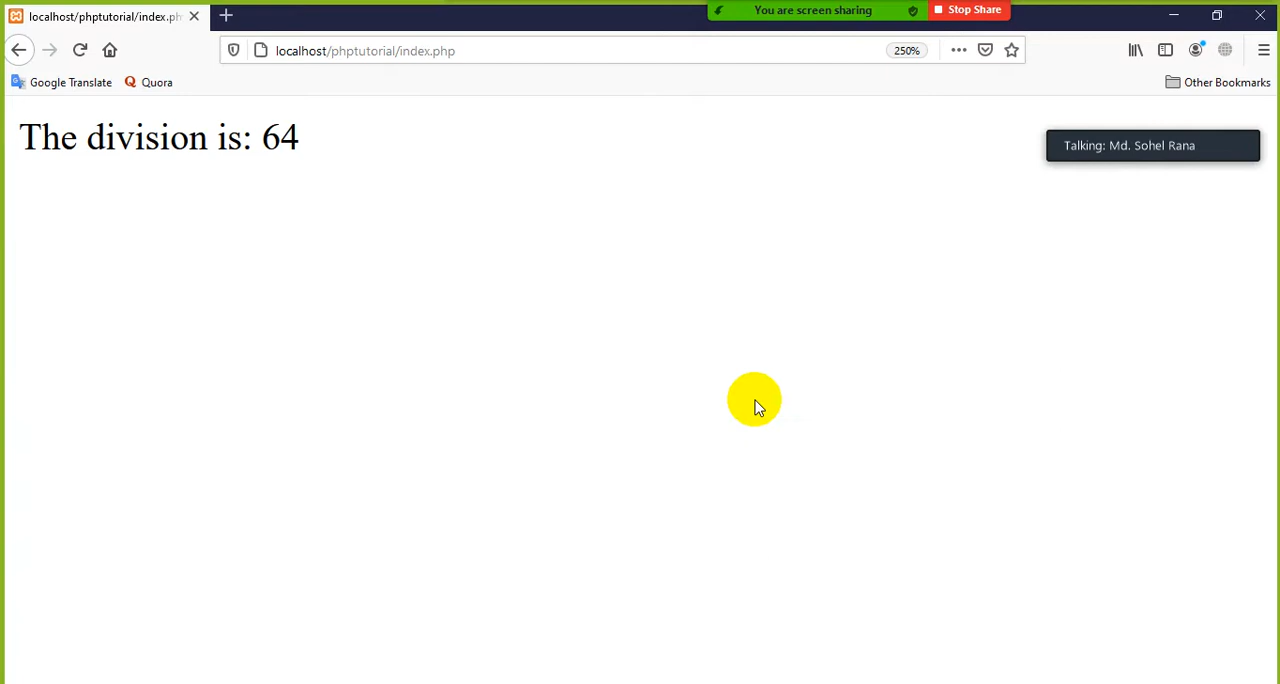 localhost/phptutorial/index.ph
You are screen sharing
Stop Share
localhost/phptutorial/index.php
250%
Google Translate
Quora
Other Bookmarks
The division is: 64
Talking: Md. Sohel Rana